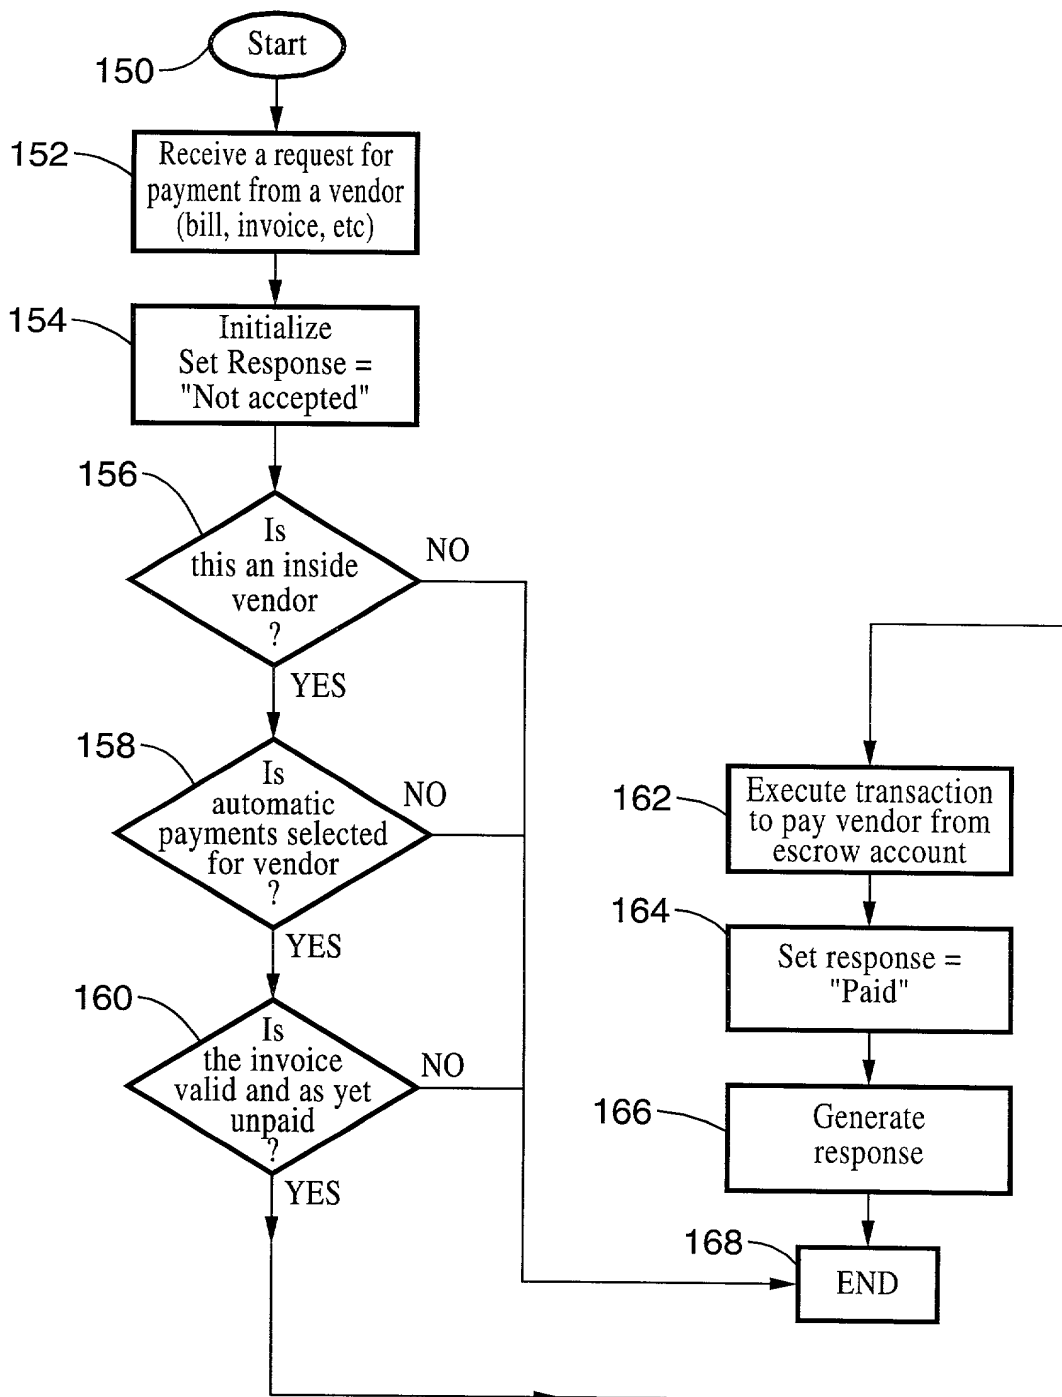 Start
150
152
Receive a request for
payment from a vendor
(bill, invoice, etc)
154
Initialize
Set Response =
"Not accepted"
156
Is
this an inside
vendor
?
NO
YES
158
Is
automatic
payments selected
for vendor
?
NO
YES
160
Is
the invoice
valid and as yet
unpaid
?
NO
YES
162
Execute transaction
to pay vendor from
escrow account
164
Set response =
"Paid"
166
Generate
response
168
END